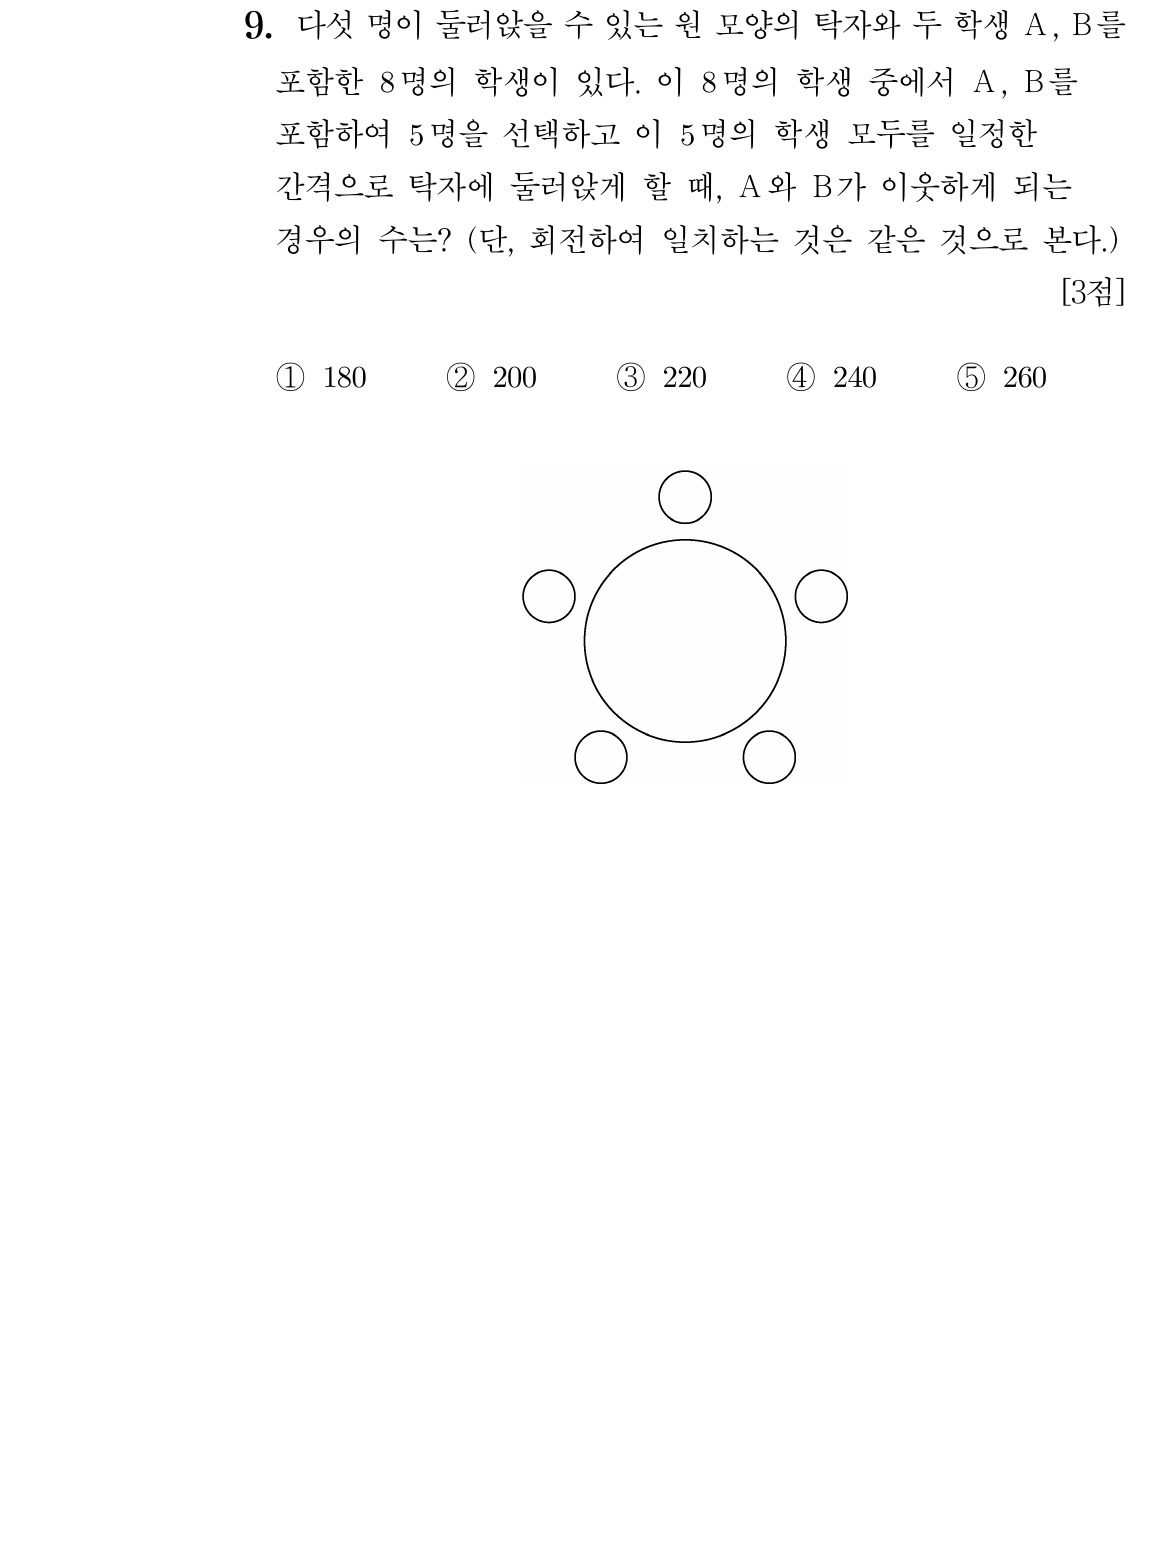 9. 다섯 명이 둘러앉을 수 있는 원 모양의 탁자와 두 학생 A, B를
포함한 8명의 학생이 있다. 이 8명의 학생 중에서 A, B를
포함하여 5명을 선택하고 이 5명의 학생 모두를 일정한
간격으로 탁자에 둘러앉게 할 때, A와 B가 이웃하게 되는
경우의 수는? (단, 회전하여 일치하는 것은 같은 것으로 본다.)
[3점]
① 180 ② 200 ③ 220 ④ 240 ⑤ 260